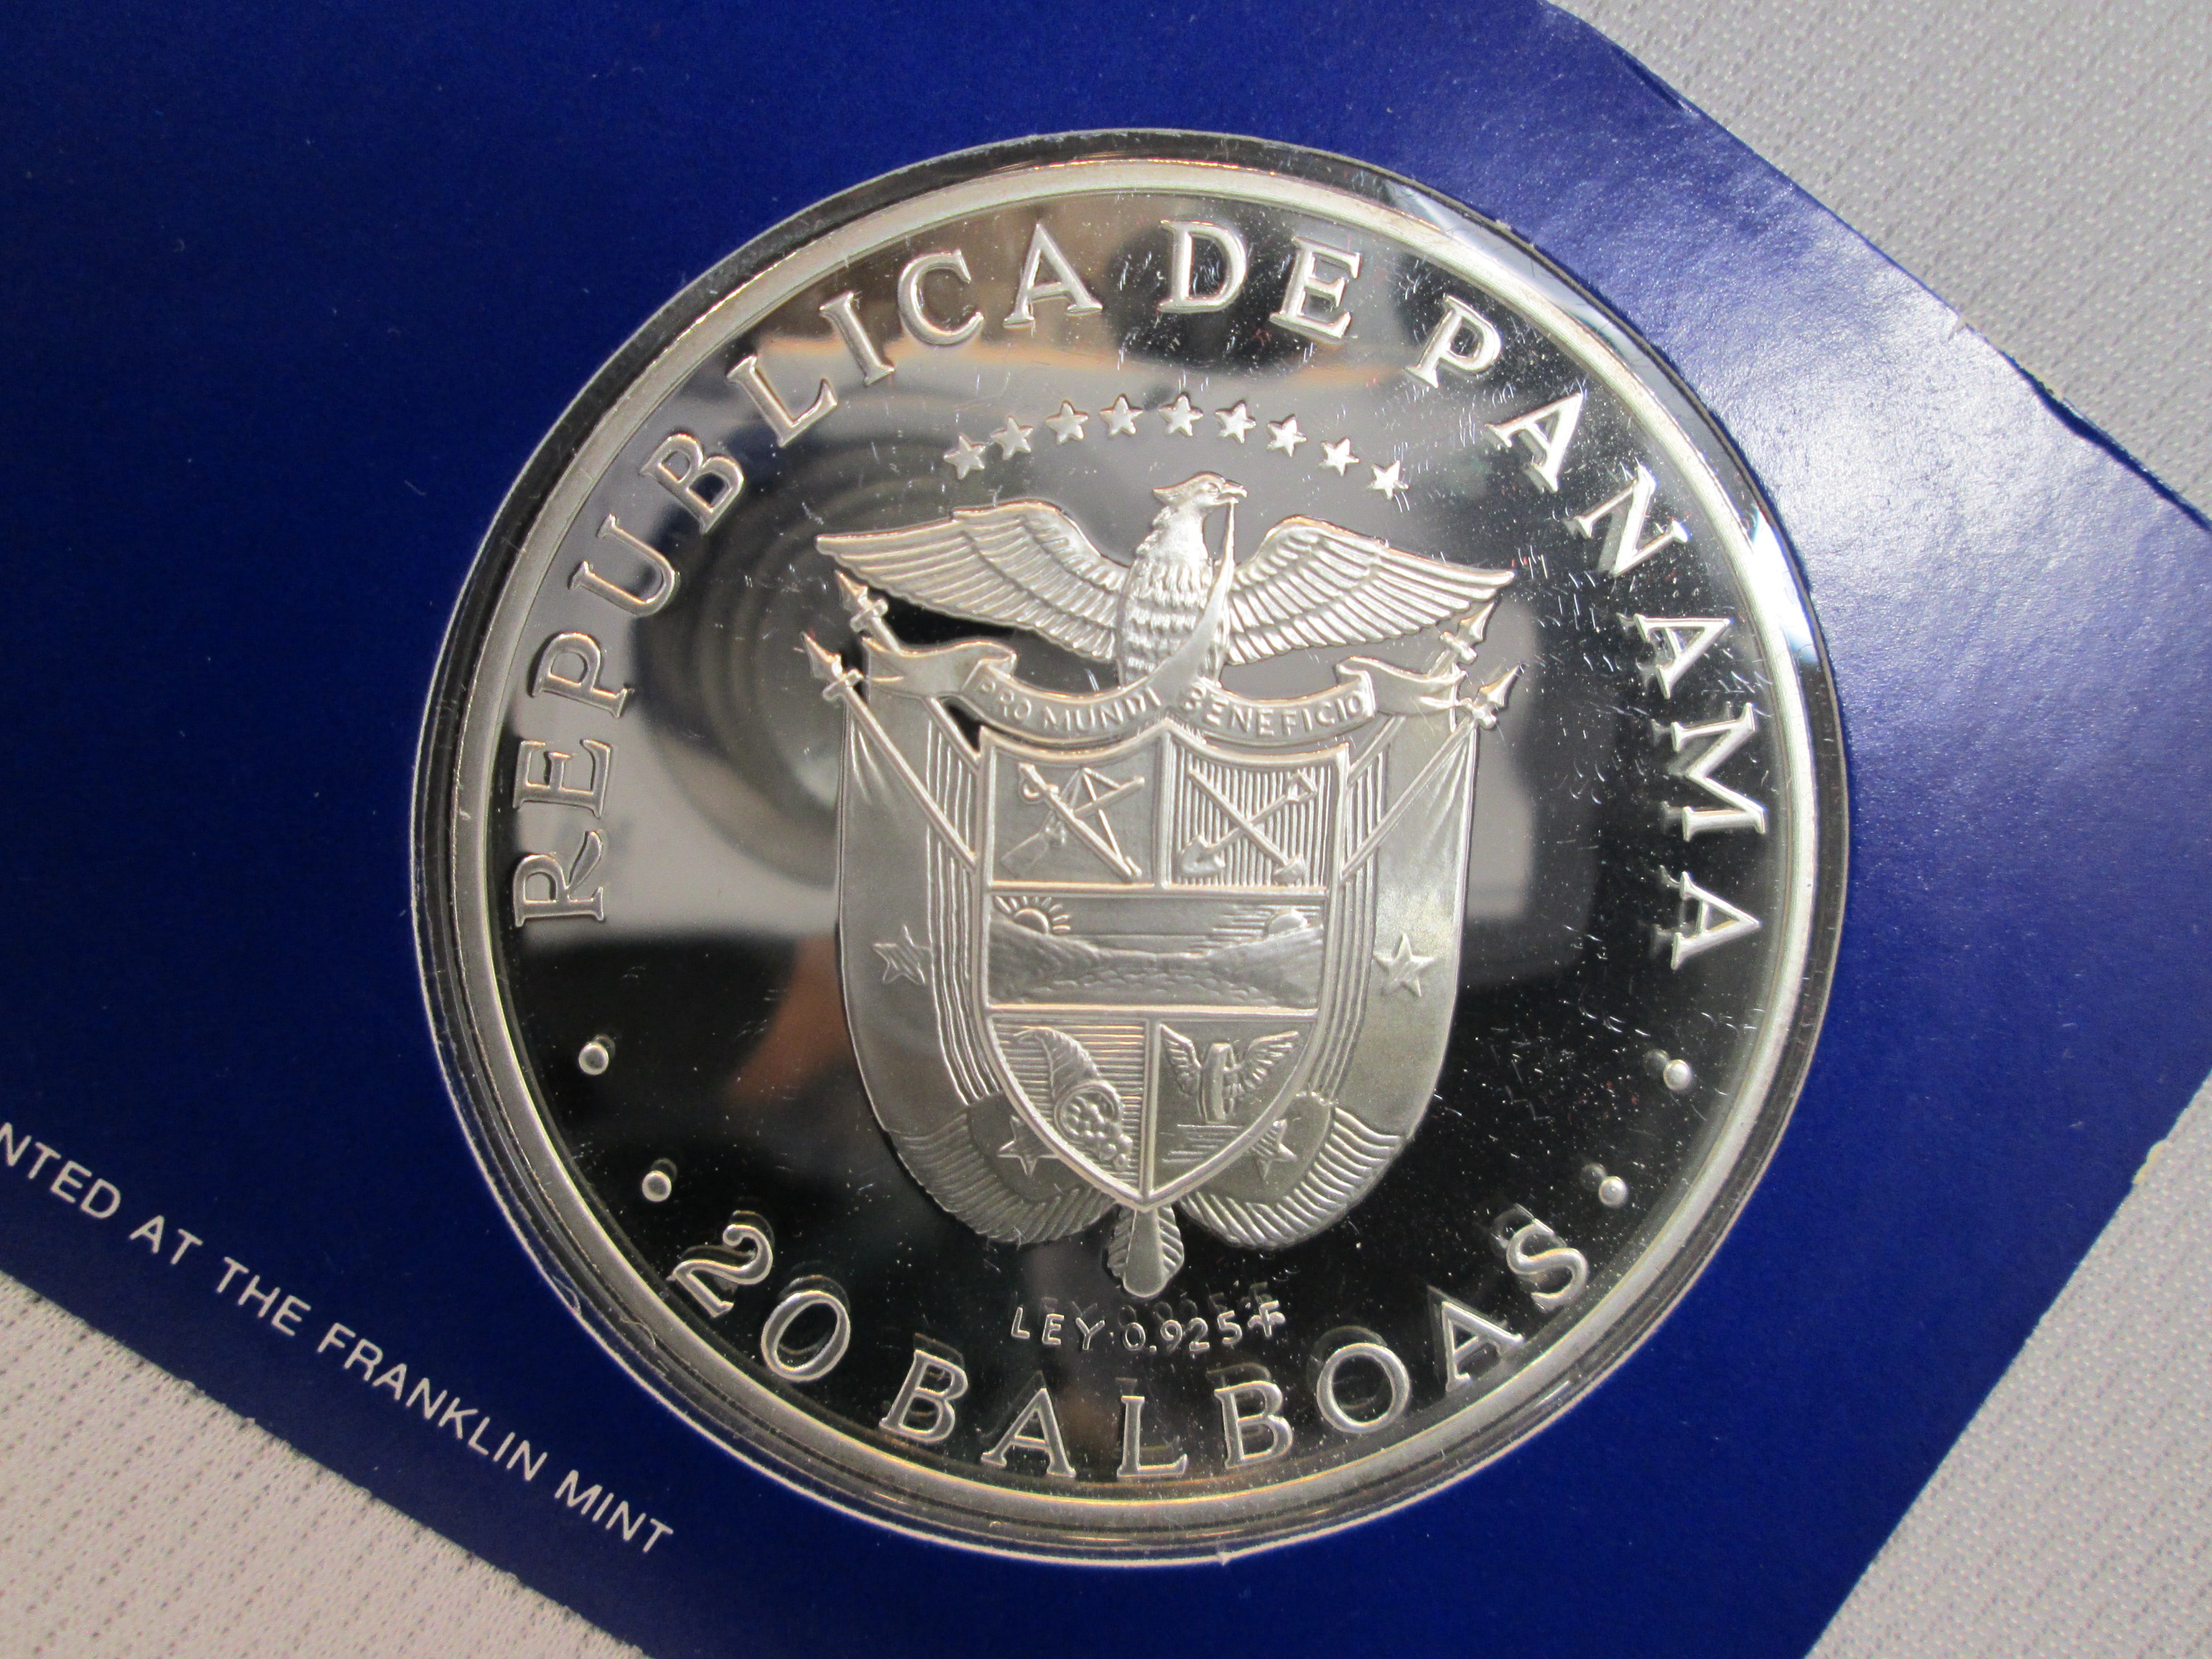 REPUBLICA DE PANAMA
PRO MUNDI BENEFICIO
LEY 0.925
20 BALBOAS
NTED AT THE FRANKLIN MINT